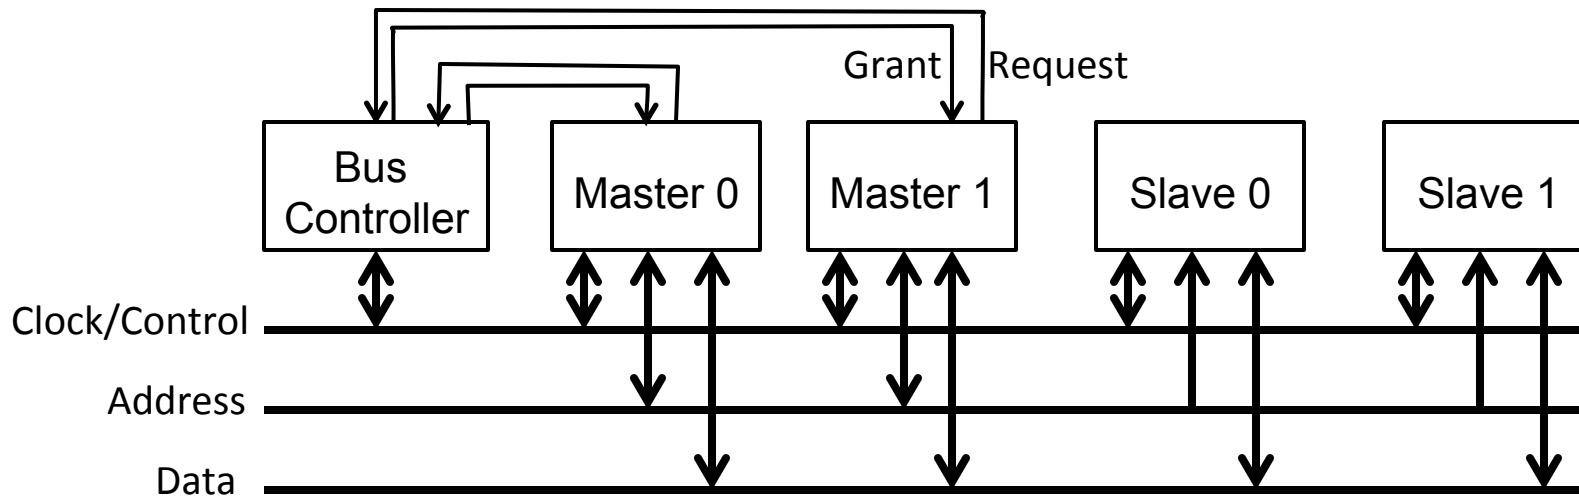 Grant Request
Bus
Controller
Master 0
Master 1
Slave 0
Slave 1
Clock/Control
Address
Data